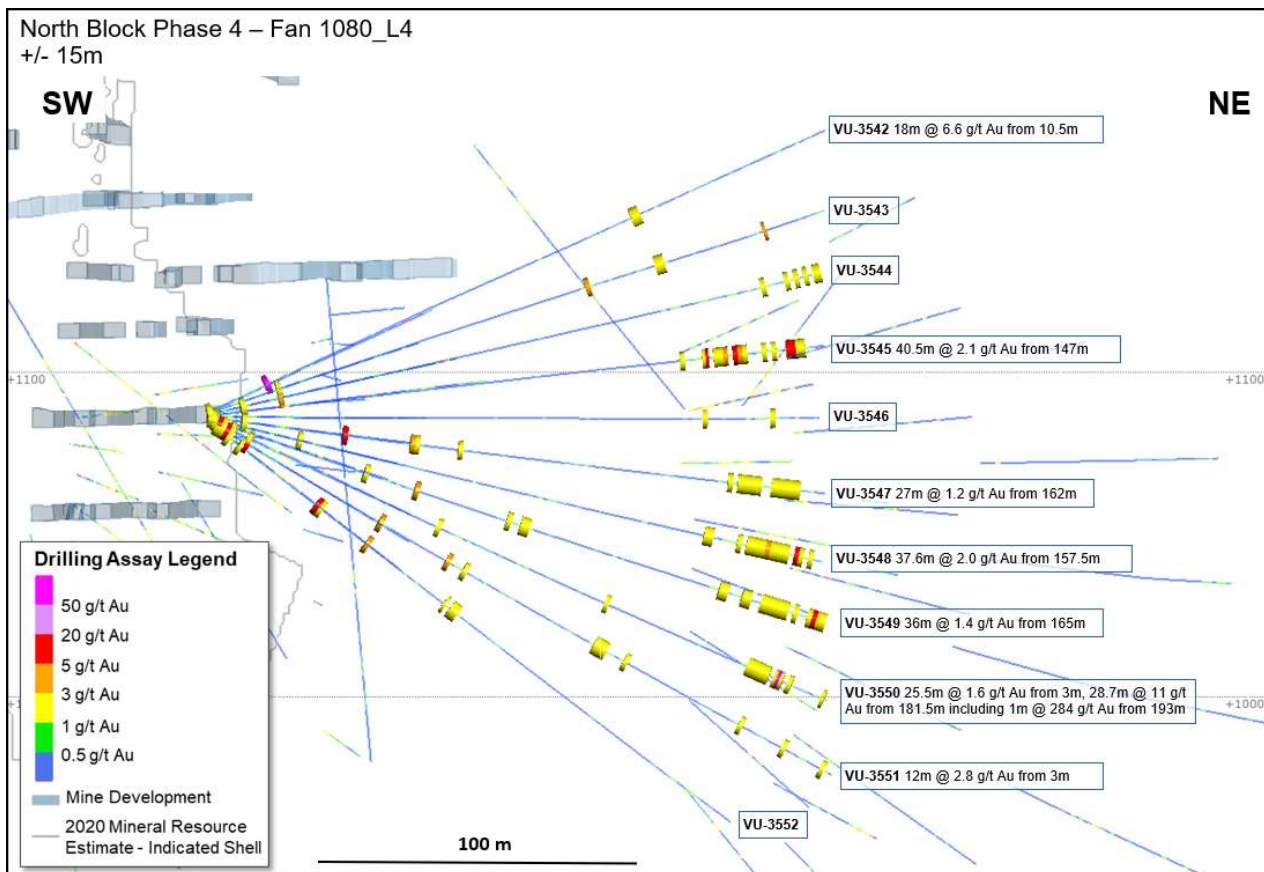 North Block Phase 4 – Fan 1080_L4
+/- 15m
SW
NE
VU-3542 18m @ 6.6 g/t Au from 10.5m
VU-3543
VU-3544
VU-3545 40.5m @ 2.1 g/t Au from 147m
+1100
+1100
VU-3546
VU-3547 27m @ 1.2 g/t Au from 162m
VU-3548 37.6m @ 2.0 g/t Au from 157.5m
VU-3549 36m @ 1.4 g/t Au from 165m
VU-3550 25.5m @ 1.6 g/t Au from 3m, 28.7m @ 11 g/t
Au from 181.5m including 1m @ 284 g/t Au from 193m
+1000
VU-3551 12m @ 2.8 g/t Au from 3m
VU-3552
100 m
Drilling Assay Legend
50 g/t Au
20 g/t Au
5 g/t Au
3 g/t Au
1 g/t Au
0.5 g/t Au
Mine Development
2020 Mineral Resource
Estimate - Indicated Shell